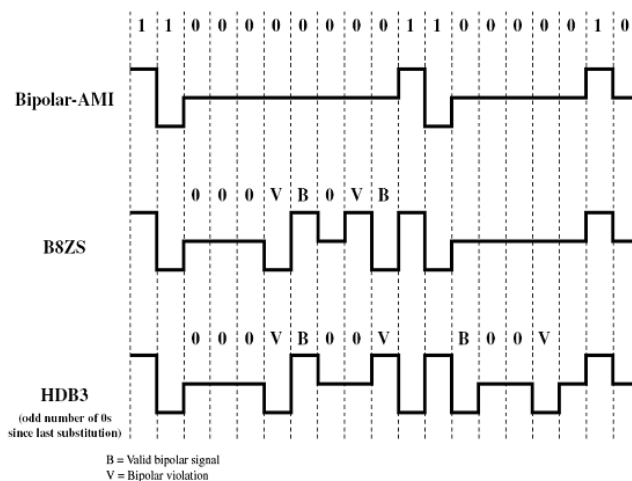 1 1 0 0 0 0 0 0 0 0 1 1 0 0 0 0 0 1 0
Bipolar-AMI
0 0 0 V B 0 V B
B8ZS
0 0 0 V B 0 0 V B 0 0 V
HDB3
(odd number of 0s
since last substitution)
B = Valid bipolar signal
V = Bipolar violation